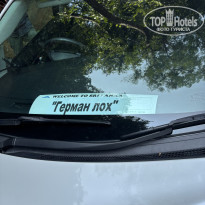 TOP HOTELS
ФОТО ТУРИСТА
WELCOME TO
"Герман лох"